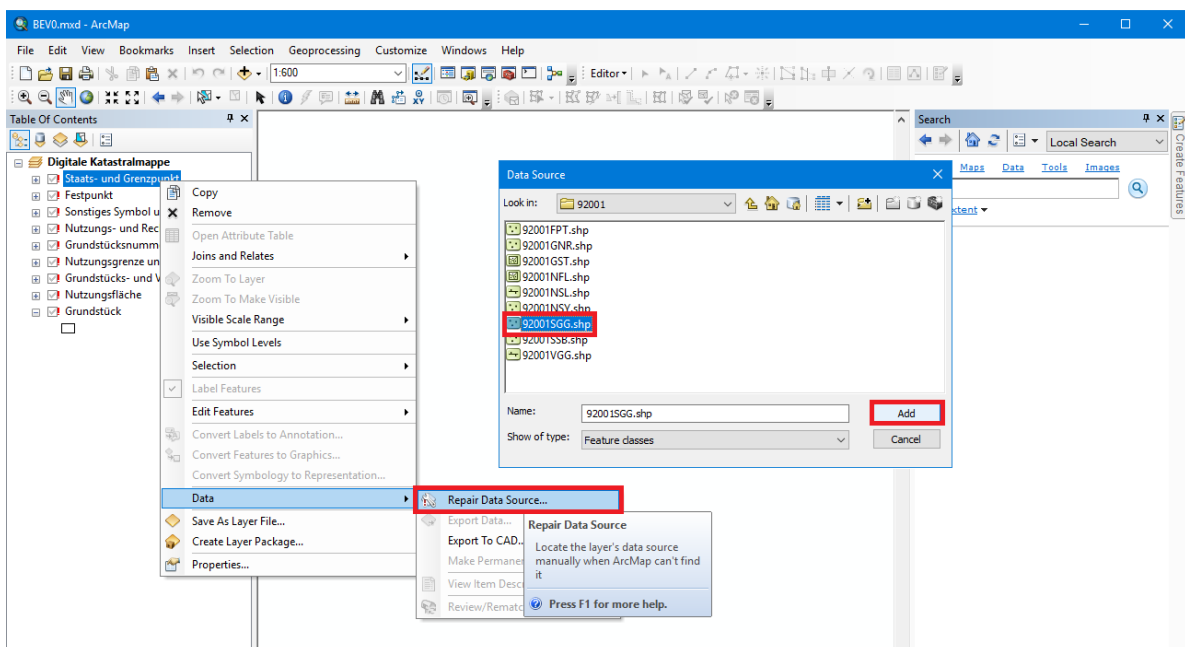 BEV0.mxd - ArcMap
File Edit View Bookmarks Insert Selection Geoprocessing Customize Windows Help
1:600
Editor
Table Of Contents
Digitale Katastralmappe
Staats- und Grenzpunkt
Festpunkt
Sonstiges Symbol u
Nutzungs- und Rec
Grundstücksnumm
Nutzungsgrenze un
Grundstücks- und V
Nutzungsfläche
Grundstück
Copy
Remove
Open Attribute Table
Joins and Relates
Zoom To Layer
Zoom To Make Visible
Visible Scale Range
Use Symbol Levels
Selection
Label Features
Edit Features
Convert Labels to Annotation...
Convert Features to Graphics...
Convert Symbology to Representation...
Data
Save As Layer File...
Create Layer Package...
Properties...
Repair Data Source...
Export Data...
Export To CAD..
Make Permanen
View Item Descr
Review/Rematc
Repair Data Source
Locate the layer's data source
manually when ArcMap can't find
it
Press F1 for more help.
Data Source
Look in: 92001
92001FPT.shp
92001GNR.shp
92001GST.shp
92001NFL.shp
92001NSL.shp
92001NSY.shp
92001SGG.shp
92001SSB.shp
92001VGG.shp
Name: 92001SGG.shp
Add
Show of type: Feature classes
Cancel
Search
Local Search
Maps Data Tools Images
xtent
Create Features